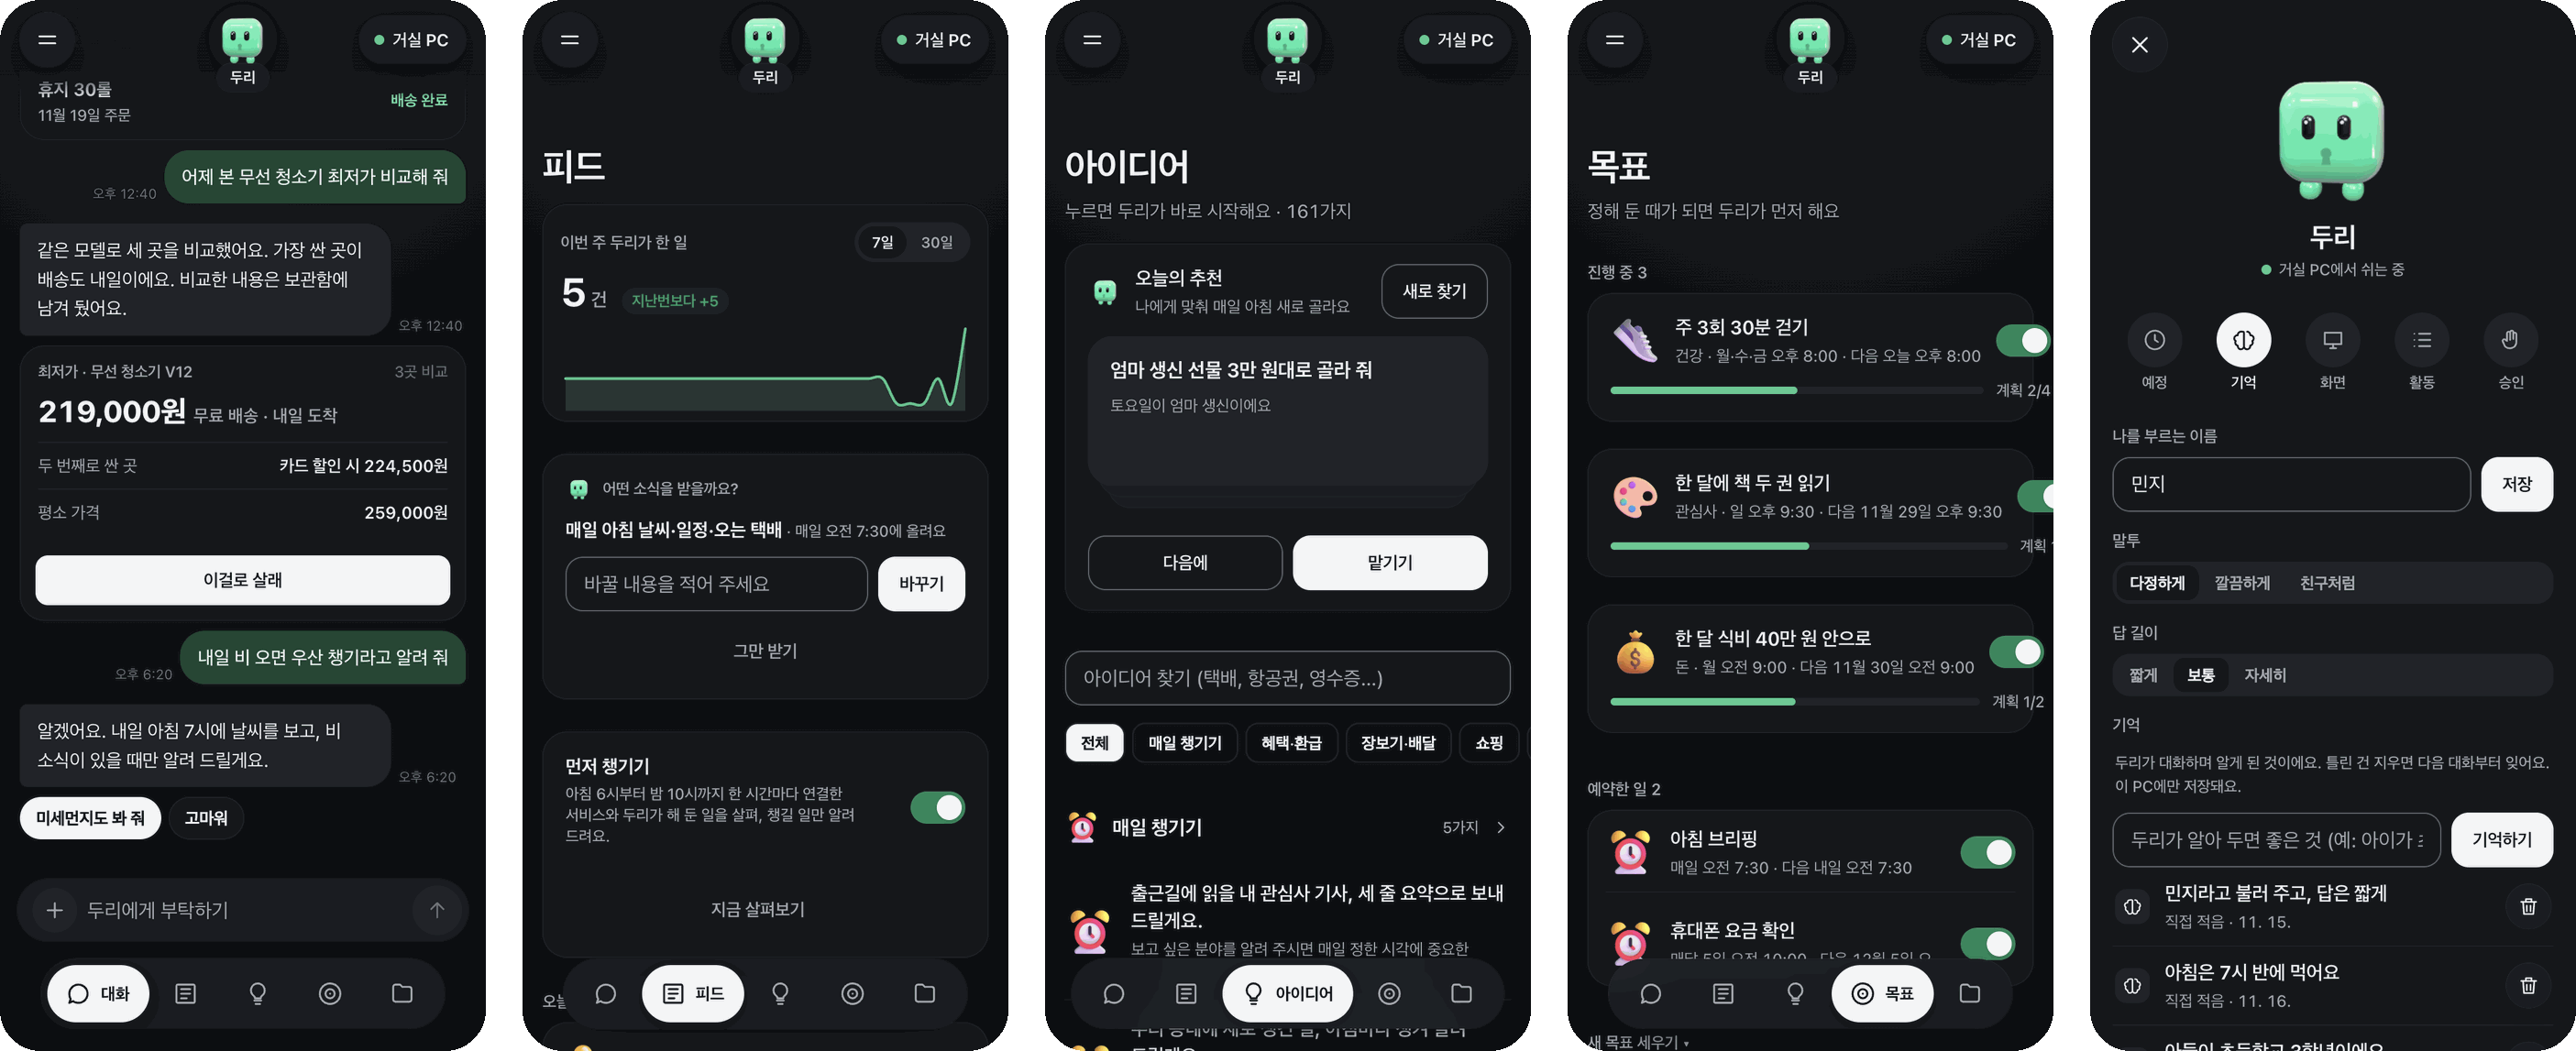 거실 PC
두리
휴지 30롤
11월 19일 주문
배송 완료
어제 본 무선 청소기 최저가 비교해 줘
오후 12:40
같은 모델로 세 곳을 비교했어요. 가장 싼 곳이
배송도 내일이에요. 비교한 내용은 보관함에
남겨 뒀어요.
오후 12:40
최저가 · 무선 청소기 V12
3곳 비교
219,000원 무료 배송 · 내일 도착
두 번째로 싼 곳
카드 할인 시 224,500원
평소 가격
259,000원
이걸로 살래
내일 비 오면 우산 챙기라고 알려 줘
오후 6:20
알겠어요. 내일 아침 7시에 날씨를 보고, 비
소식이 있을 때만 알려 드릴게요.
오후 6:20
미세먼지도 봐 줘
고마워
두리에게 부탁하기
대화
거실 PC
두리
피드
이번 주 두리가 한 일
7일
30일
5건
지난번보다 +5
어떤 소식을 받을까요?
매일 아침 날씨·일정·오는 택배 · 매일 오전 7:30에 올려요
바꿀 내용을 적어 주세요
바꾸기
그만 받기
먼저 챙기기
아침 6시부터 밤 10시까지 한 시간마다 연결한
서비스와 두리가 해 둔 일을 살펴, 챙길 일만 알려
드려요.
지금 살펴보기
피드
거실 PC
두리
아이디어
누르면 두리가 바로 시작해요 · 161가지
오늘의 추천
나에게 맞춰 매일 아침 새로 골라요
새로 찾기
엄마 생신 선물 3만 원대로 골라 줘
토요일이 엄마 생신이에요
다음에
맡기기
아이디어 찾기 (택배, 항공권, 영수증...)
전체
매일 챙기기
혜택·환급
장보기·배달
쇼핑
매일 챙기기
5가지
출근길에 읽을 내 관심사 기사, 세 줄 요약으로 보내
드릴게요.
보고 싶은 분야를 알려 주시면 매일 정한 시각에 중요한
아이디어
거실 PC
두리
목표
정해 둔 때가 되면 두리가 먼저 해요
진행 중 3
주 3회 30분 걷기
건강 · 월·수·금 오후 8:00 · 다음 오늘 오후 8:00
계획 2/4
한 달에 책 두 권 읽기
관심사 · 일 오후 9:30 · 다음 11월 29일 오후 9:30
계획
한 달 식비 40만 원 안으로
돈 · 월 오전 9:00 · 다음 11월 30일 오전 9:00
계획 1/2
예약한 일 2
아침 브리핑
매일 오전 7:30 · 다음 내일 오전 7:30
휴대폰 요금 확인
목표
새 목표 세우기
두리
거실 PC에서 쉬는 중
예정
기억
화면
활동
승인
나를 부르는 이름
민지
저장
말투
다정하게
깔끔하게
친구처럼
답 길이
짧게
보통
자세히
기억
두리가 대화하며 알게 된 것이에요. 틀린 건 지우면 다음 대화부터 잊어요.
이 PC에만 저장돼요.
두리가 알아 두면 좋은 것 (예: 아이가
기억하기
민지라고 불러 주고, 답은 짧게
직접 적음 · 11. 15.
아침은 7시 반에 먹어요
직접 적음 · 11. 16.